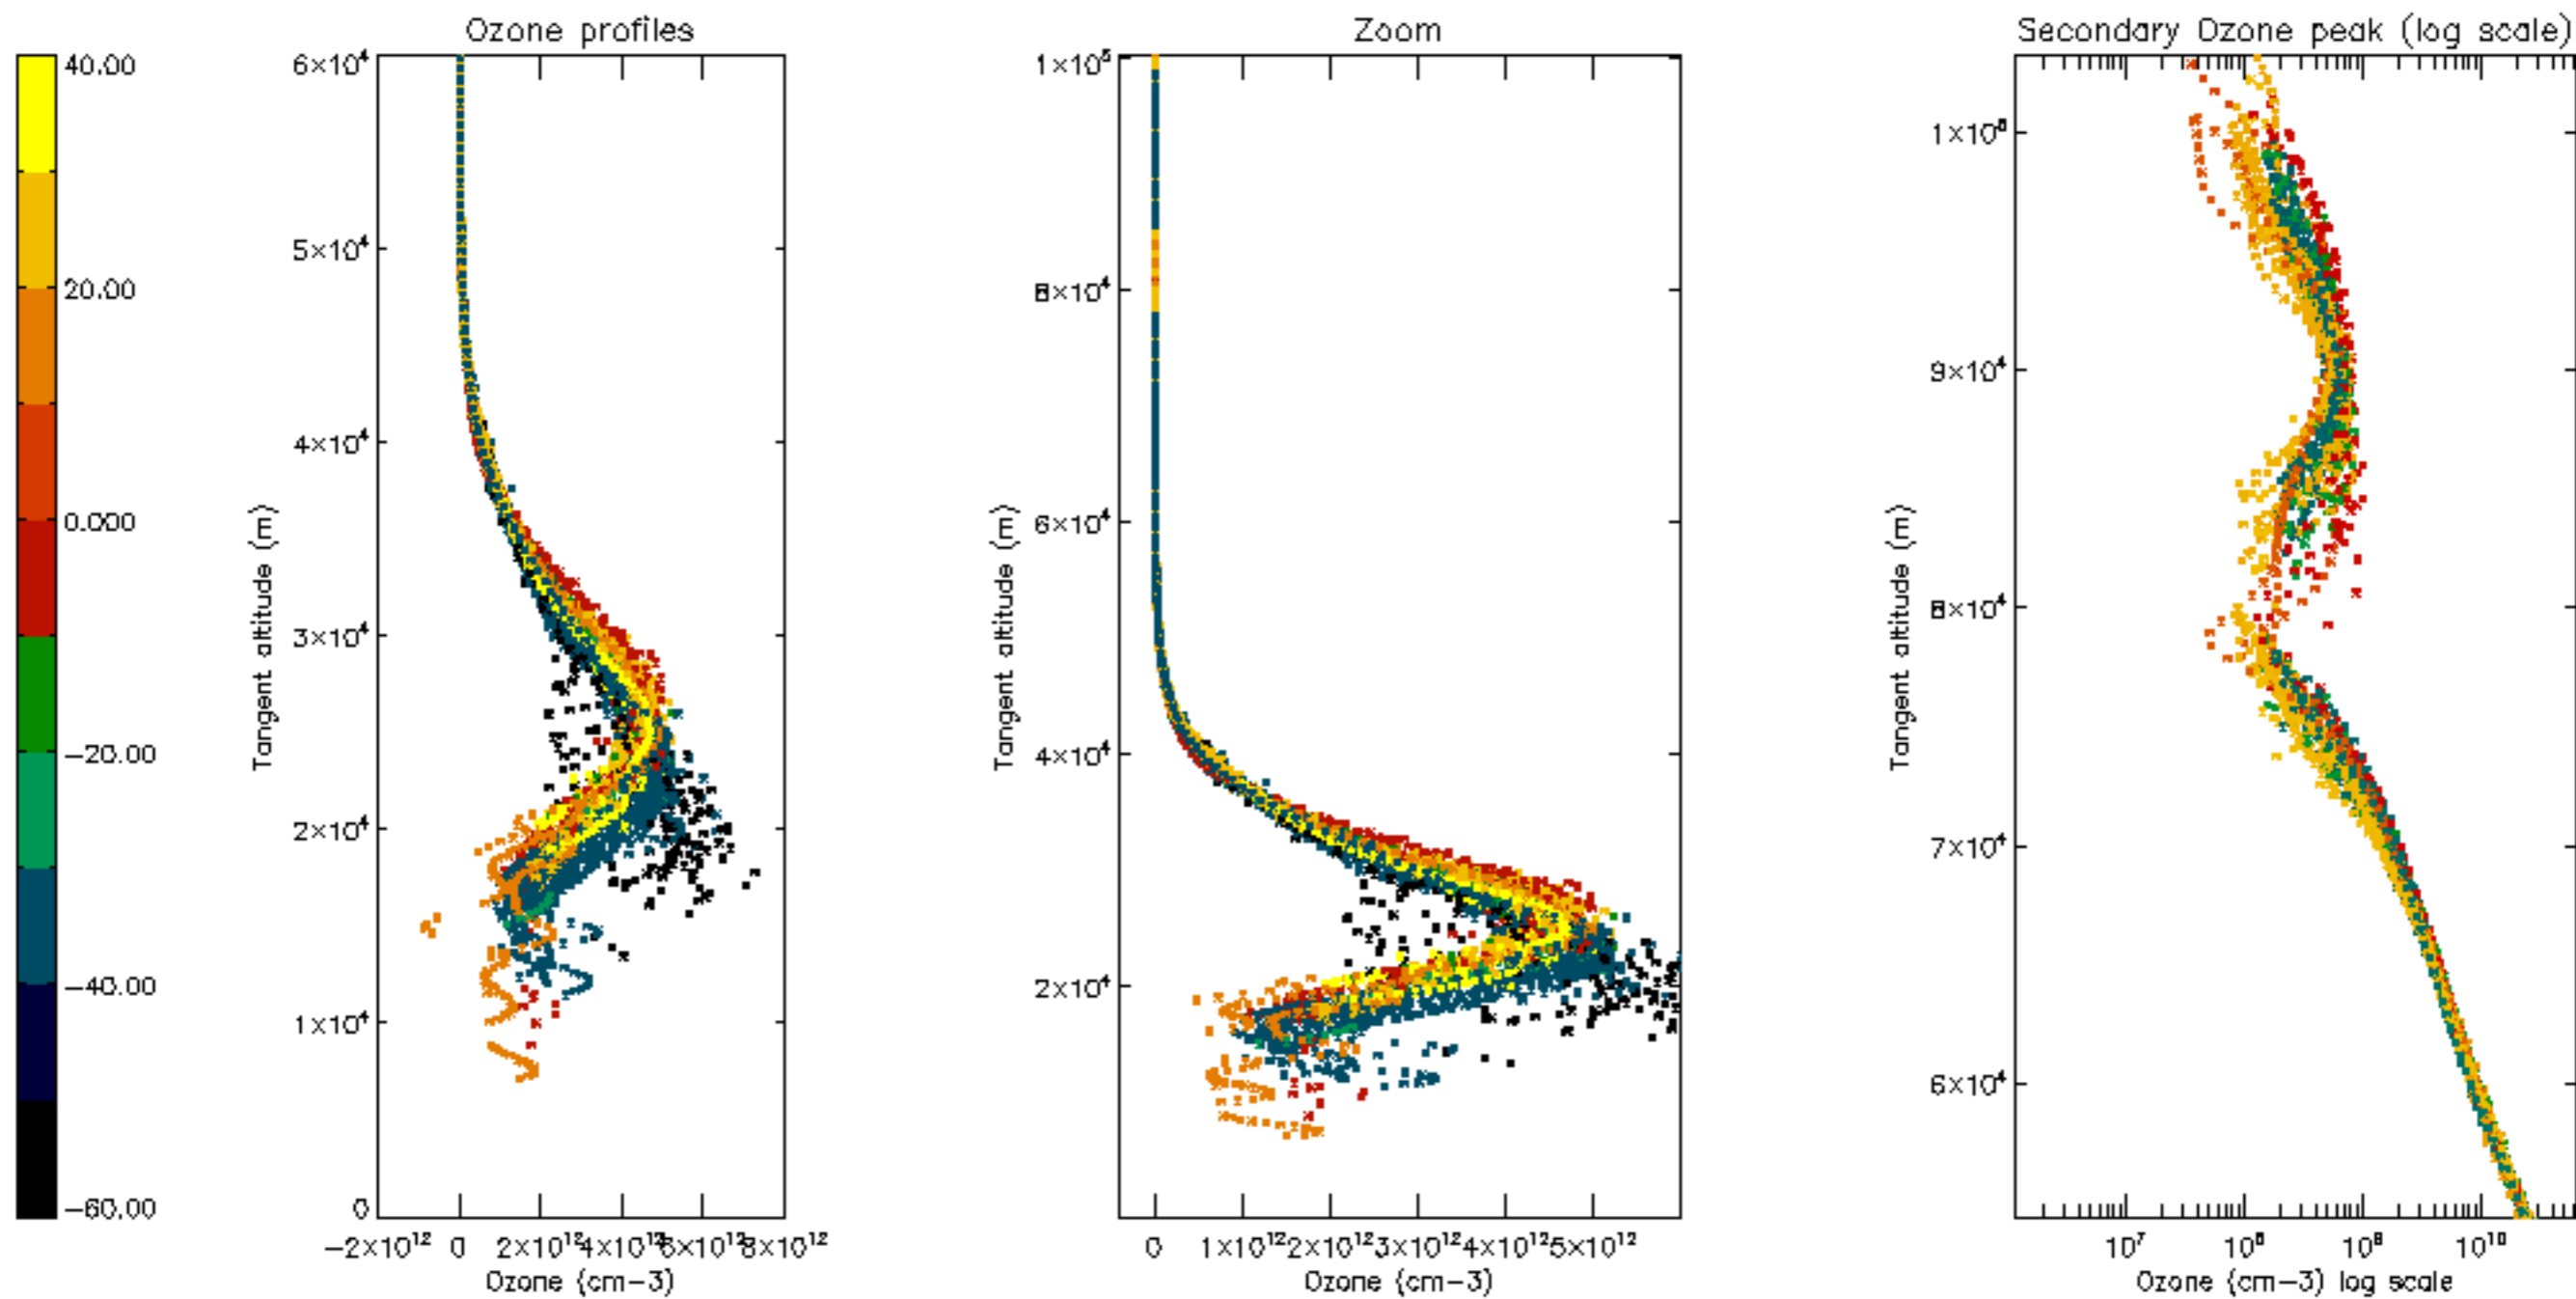 Ozone profiles
Zoom
Secondary Ozone peak (log scale)
40.00
20.00
0.000
−20.00
−40.00
−60.00
6×10⁴
5×10⁴
4×10⁴
3×10⁴
2×10⁴
1×10⁴
0
Tangent altitude (m)
−2×10¹² 0 2×10¹² 4×10¹² 6×10¹² 8×10¹²
Ozone (cm−3)
1×10⁵
8×10⁴
6×10⁴
4×10⁴
2×10⁴
Tangent altitude (m)
0 1×10¹² 2×10¹² 3×10¹² 4×10¹² 5×10¹²
Ozone (cm−3)
1×10⁵
9×10⁴
8×10⁴
7×10⁴
6×10⁴
Tangent altitude (m)
10⁷ 10⁸ 10⁹ 10¹⁰
Ozone (cm−3) log scale